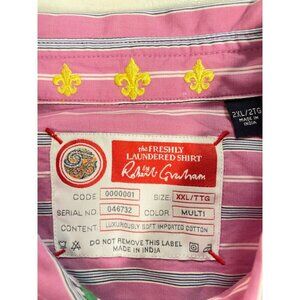 2XL/2TG
MADE IN
INDIA
the FRESHLY
LAUNDERED SHIRT
by Robert Graham
CODE 0000001 SIZE: XXL/TTG
SERIAL NO. 046732 COLOR: MULTI
CONTENT: LUXURIOUSLY SOFT IMPORTED COTTON
DO NOT REMOVE THIS LABEL
MADE IN INDIA